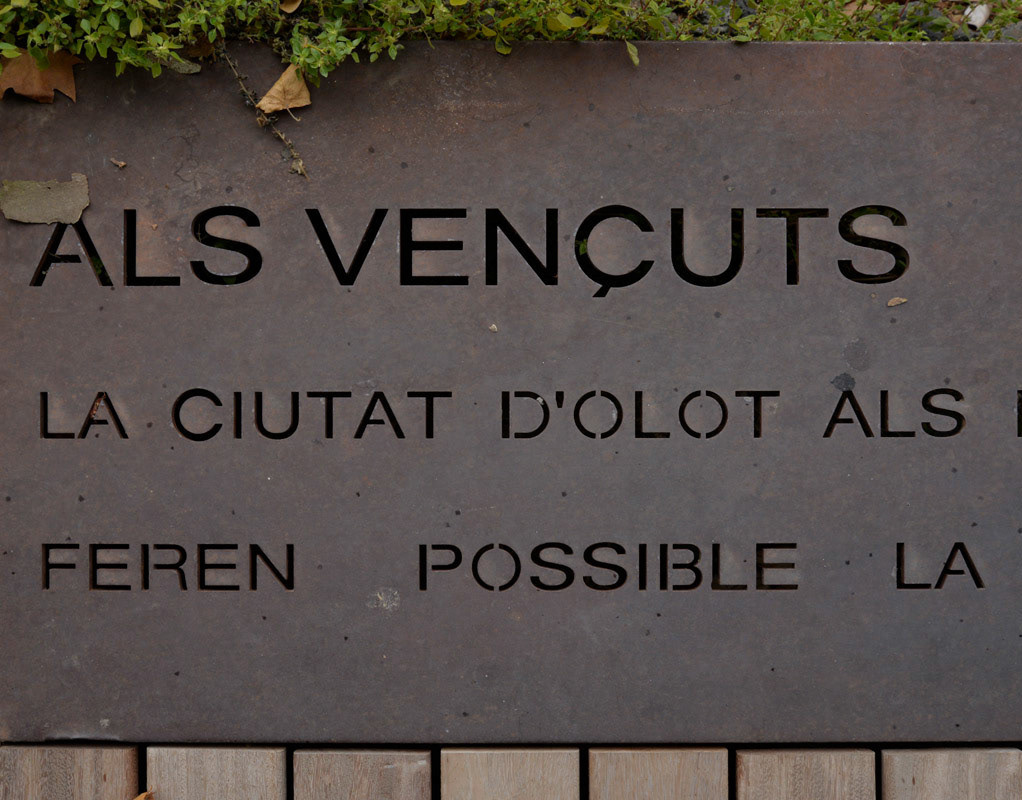 ALS VENÇUTS
LA CIUTAT D'OLOT ALS
FEREN POSSIBLE LA